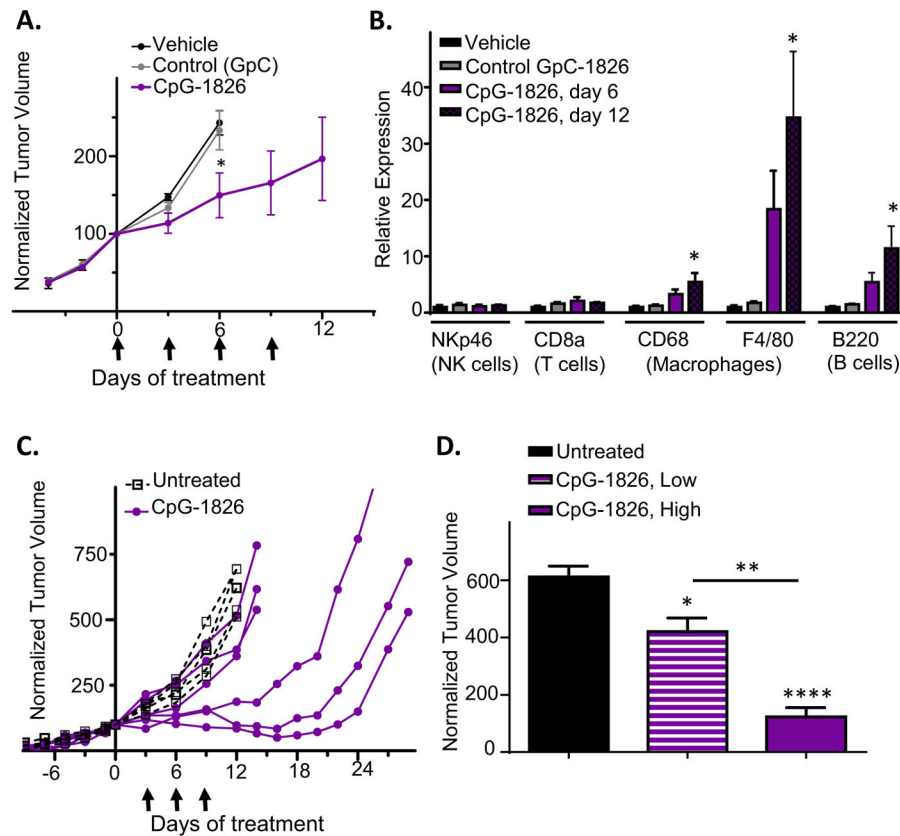 A.
Vehicle
Control (GpC)
CpG-1826
Normalized Tumor Volume
200
100
*
0
6
12
Days of treatment
B.
Vehicle
Control GpC-1826
CpG-1826, day 6
CpG-1826, day 12
Relative Expression
40
30
20
10
0
*
*
*
NKp46
(NK cells)
CD8a
(T cells)
CD68
F4/80
(Macrophages)
B220
(B cells)
C.
Untreated
CpG-1826
Normalized Tumor Volume
750
500
250
-6
0
6
12
18
24
Days of treatment
D.
Untreated
CpG-1826, Low
CpG-1826, High
Normalized Tumor Volume
600
400
200
0
*
**
****